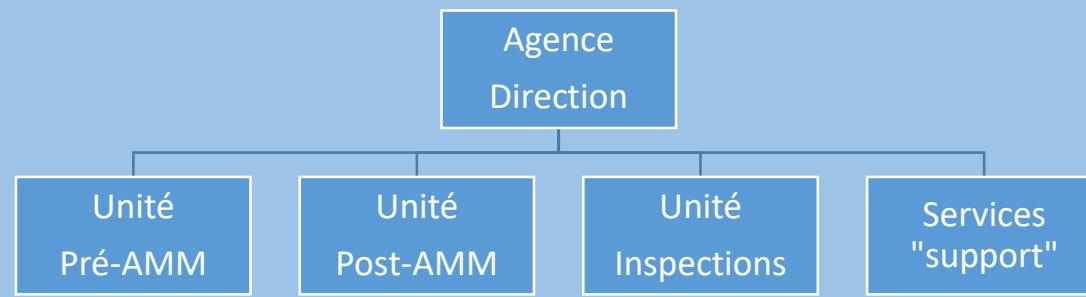 Agence
Direction
Unité
Pré-AMM
Unité
Post-AMM
Unité
Inspections
Services
"support"